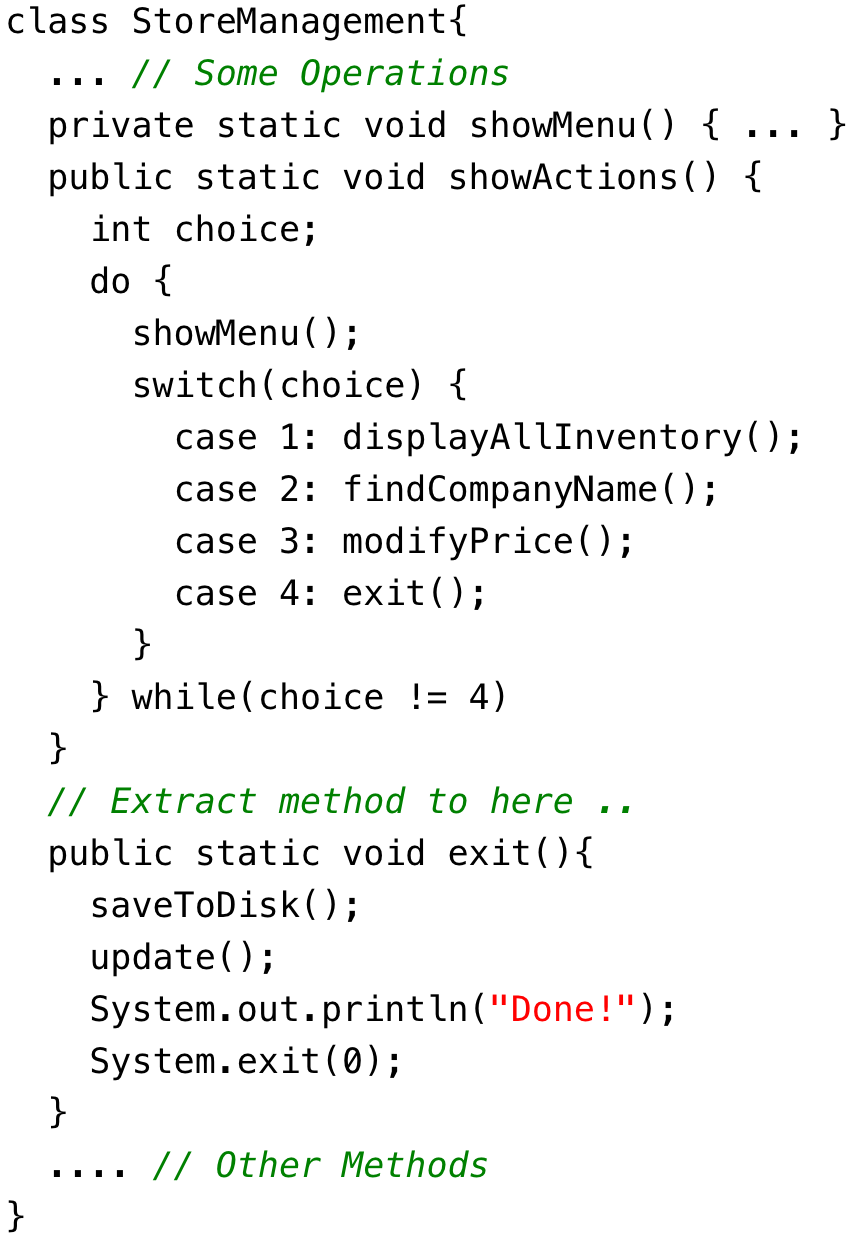 class StoreManagement{
  ... // Some Operations
  private static void showMenu() { ... }
  public static void showActions() {
    int choice;
    do {
      showMenu();
      switch(choice) {
        case 1: displayAllInventory();
        case 2: findCompanyName();
        case 3: modifyPrice();
        case 4: exit();
      }
    } while(choice != 4)
  }
  // Extract method to here ..
  public static void exit(){
    saveToDisk();
    update();
    System.out.println("Done!");
    System.exit(0);
  }
  .... // Other Methods
}